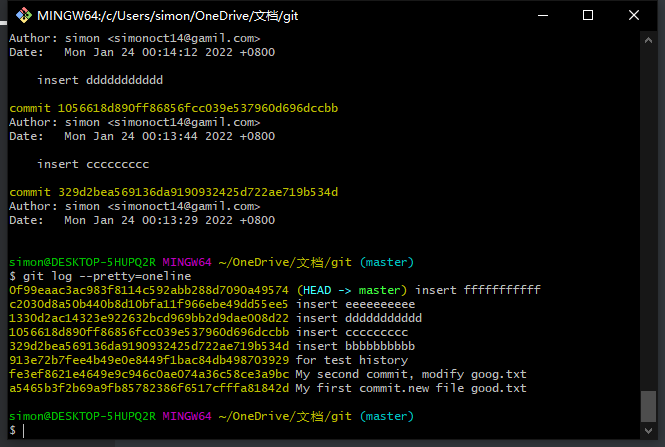 MINGW64:/c/Users/simon/OneDrive/文档/git
Author: simon <simonoct14@gamil.com>
Date:   Mon Jan 24 00:14:12 2022 +0800
insert ddddddddddd
commit 1056618d890ff86856fcc039e537960d696dccbb
Author: simon <simonoct14@gamil.com>
Date:   Mon Jan 24 00:13:44 2022 +0800
insert ccccccccc
commit 329d2bea569136da9190932425d722ae719b534d
Author: simon <simonoct14@gamil.com>
Date:   Mon Jan 24 00:13:29 2022 +0800
simon@DESKTOP-5HUPQ2R MINGW64 ~/OneDrive/文档/git (master)
$ git log --pretty=oneline
0f99eaac3ac983f8114c592abb288d7090a49574 (HEAD -> master) insert fffffffffff
c2030d8a50b440b8d10bfa11f966ebe49dd55ee5 insert eeeeeeeeee
1330d2ac14323e922632bcd969bb2d9dae008d22 insert ddddddddddd
1056618d890ff86856fcc039e537960d696dccbb insert ccccccccc
329d2bea569136da9190932425d722ae719b534d insert bbbbbbbbbb
913e72b7fee4b49e0e8449f1bac84db498703929 for test history
fe3ef8621e4649e9c946c0ae074a36c58ce3a9bc My second commit, modify goog.txt
a5465b3f2b69a9fb85782386f6517cfffa81842d My first commit.new file good.txt
simon@DESKTOP-5HUPQ2R MINGW64 ~/OneDrive/文档/git (master)
$